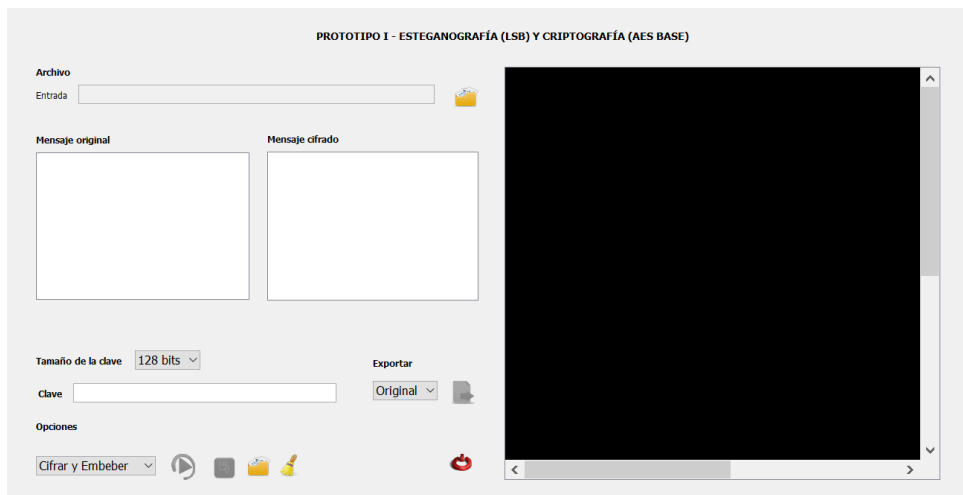 PROTOTIPO I - ESTEGANOGRAFÍA (LSB) Y CRIPTOGRAFÍA (AES BASE)
Archivo
Entrada
Mensaje original
Mensaje cifrado
Tamaño de la clave
128 bits
Exportar
Clave
Original
Opciones
Cifrar y Embeber